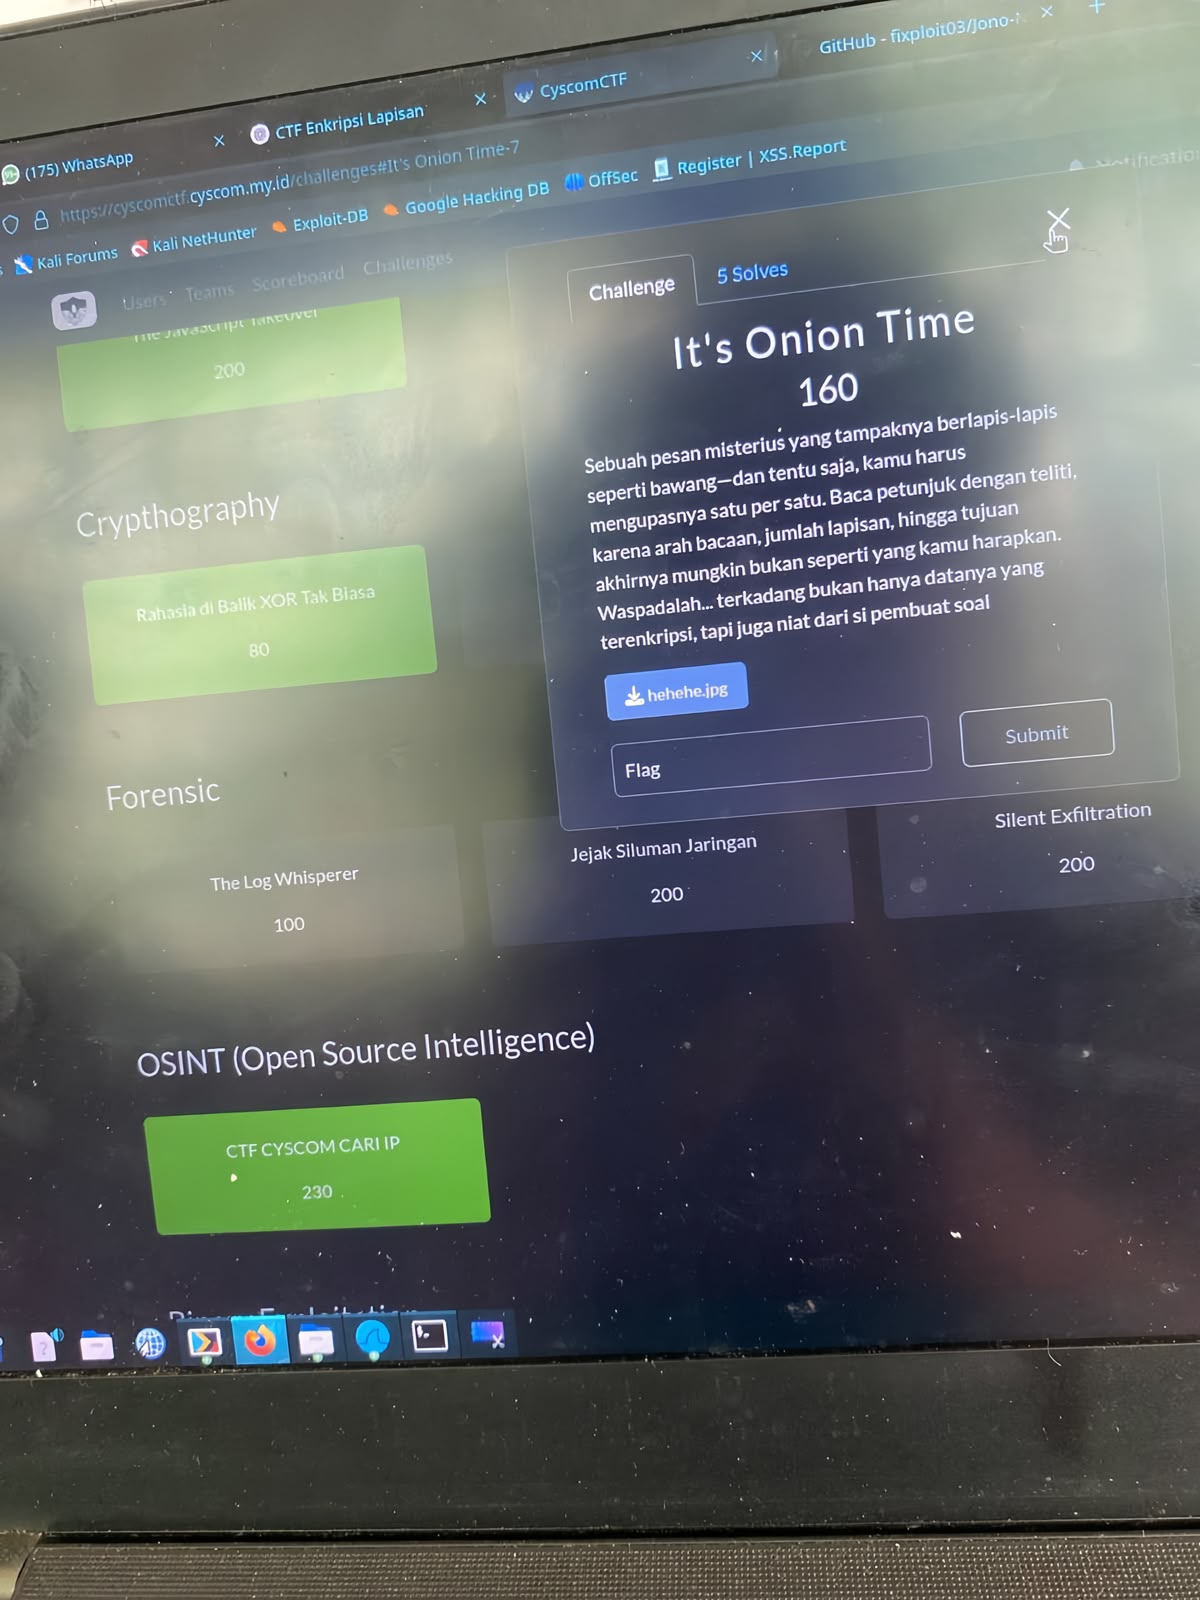 (175) WhatsApp
CTF Enkripsi Lapisan
CyscomCTF
GitHub - fixploit03/Jono-
https://cyscomctf.cyscom.my.id/challenges#It's Onion Time-7
Kali Forums
Kali NetHunter
Exploit-DB
Google Hacking DB
OffSec
Register | XSS.Report
Users
Teams
Scoreboard
Challenges
The JavaScript Takeover
200
Crypthography
Rahasia di Balik XOR Tak Biasa
80
Forensic
The Log Whisperer
100
Jejak Siluman Jaringan
200
Silent Exfiltration
200
OSINT (Open Source Intelligence)
CTF CYSCOM CARI IP
230
Challenge
5 Solves
It's Onion Time
160
Sebuah pesan misterius yang tampaknya berlapis-lapis
seperti bawang—dan tentu saja, kamu harus
mengupasnya satu per satu. Baca petunjuk dengan teliti,
karena arah bacaan, jumlah lapisan, hingga tujuan
akhirnya mungkin bukan seperti yang kamu harapkan.
Waspadalah... terkadang bukan hanya datanya yang
terenkripsi, tapi juga niat dari si pembuat soal
hehehe.jpg
Flag
Submit